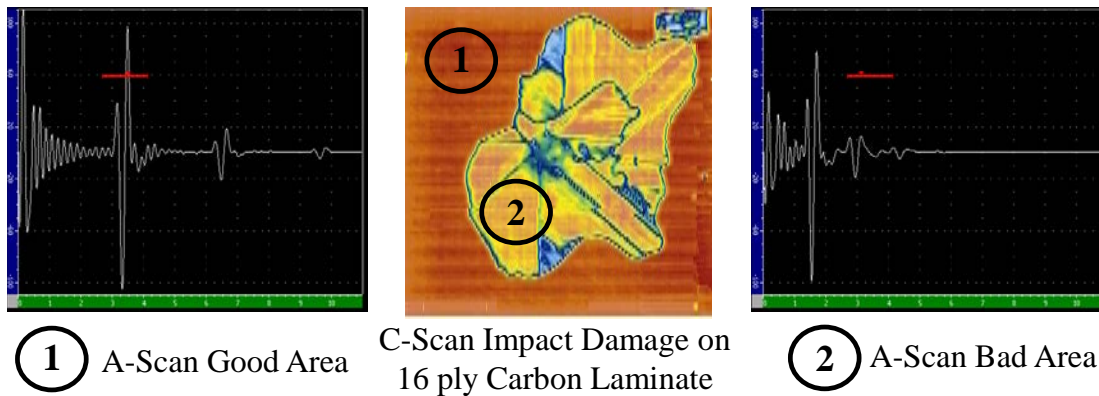 1
2
1 A-Scan Good Area
C-Scan Impact Damage on
16 ply Carbon Laminate
2 A-Scan Bad Area